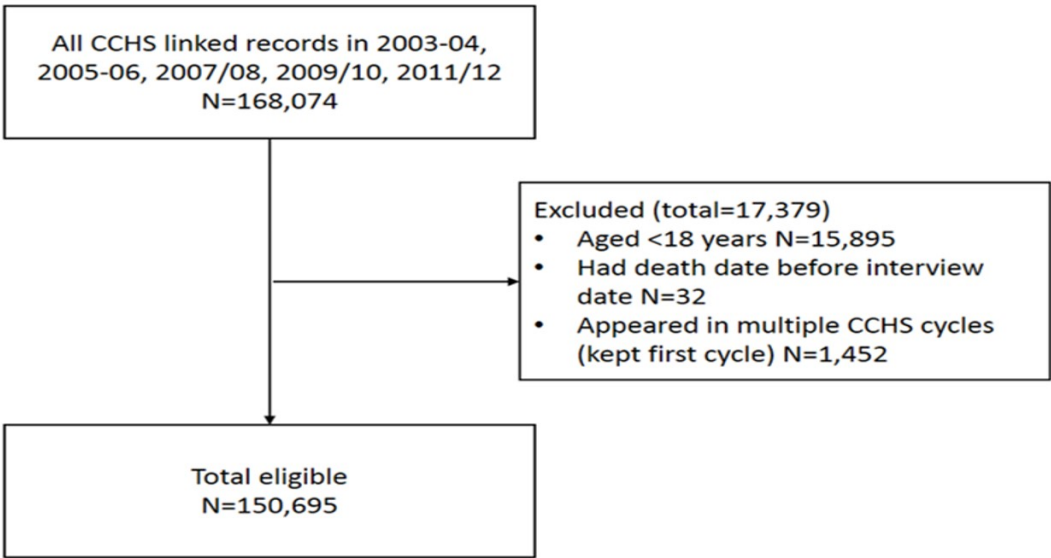 All CCHS linked records in 2003-04,
2005-06, 2007/08, 2009/10, 2011/12
N=168,074
Excluded (total=17,379)
• Aged <18 years N=15,895
• Had death date before interview
date N=32
• Appeared in multiple CCHS cycles
(kept first cycle) N=1,452
Total eligible
N=150,695